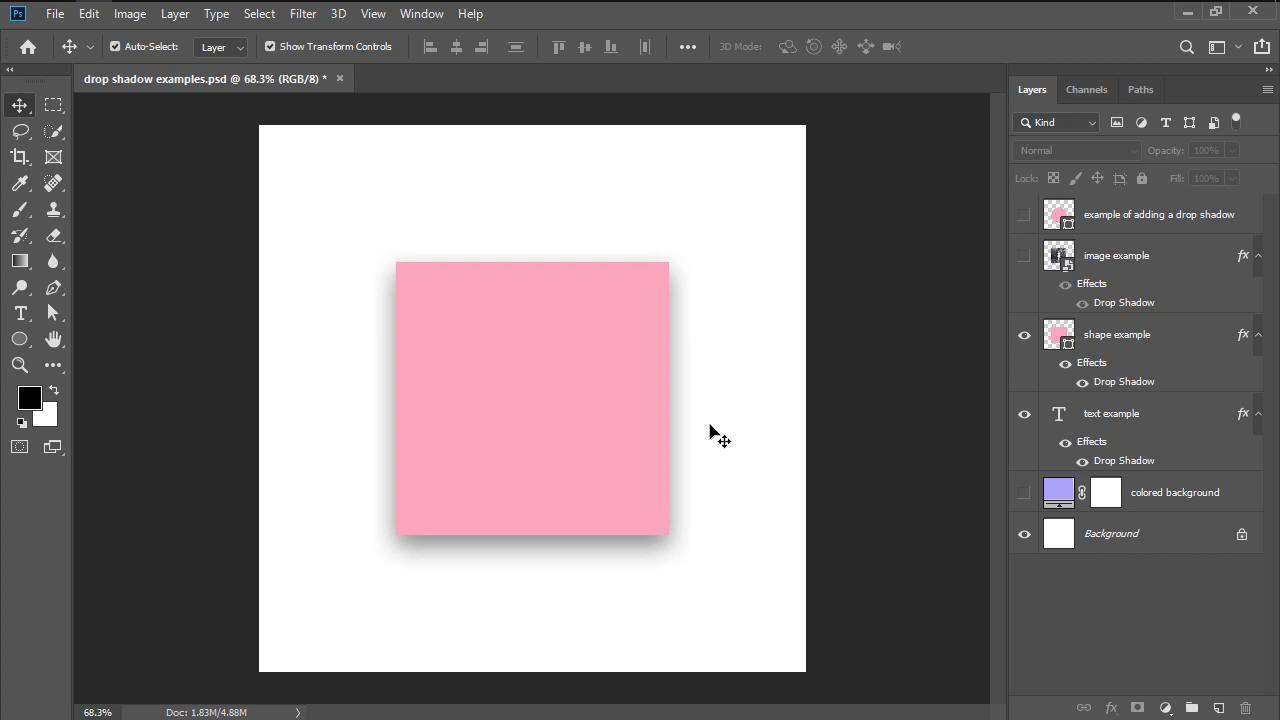 Ps File Edit Image Layer Type Select Filter 3D View Window Help
Auto-Select: Layer Show Transform Controls 3D Mode:
drop shadow examples.psd @ 68.3% (RGB/8) *
Layers Channels Paths
Kind
Normal Opacity: 100%
Lock: Fill: 100%
example of adding a drop shadow
image example fx
Effects
Drop Shadow
shape example fx
Effects
Drop Shadow
T text example fx
Effects
Drop Shadow
colored background
Background
fx
68.3% Doc: 1.83M/4.88M